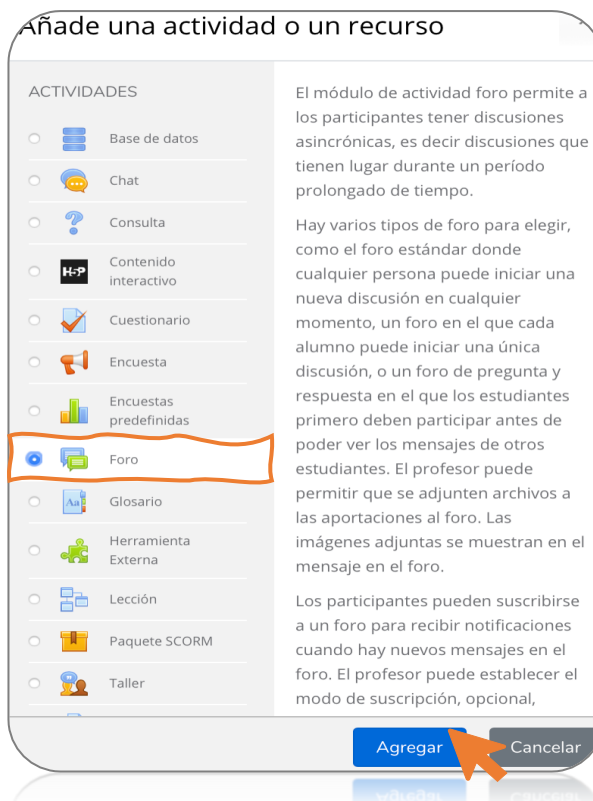 Añade una actividad o un recurso
ACTIVIDADES
Base de datos
Chat
Consulta
H5P
Contenido
interactivo
Cuestionario
Encuesta
Encuestas
predefinidas
Foro
Aa
Glosario
Herramienta
Externa
Lección
Paquete SCORM
Taller
El módulo de actividad foro permite a
los participantes tener discusiones
asincrónicas, es decir discusiones que
tienen lugar durante un período
prolongado de tiempo.
Hay varios tipos de foro para elegir,
como el foro estándar donde
cualquier persona puede iniciar una
nueva discusión en cualquier
momento, un foro en el que cada
alumno puede iniciar una única
discusión, o un foro de pregunta y
respuesta en el que los estudiantes
primero deben participar antes de
poder ver los mensajes de otros
estudiantes. El profesor puede
permitir que se adjunten archivos a
las aportaciones al foro. Las
imágenes adjuntas se muestran en el
mensaje en el foro.
Los participantes pueden suscribirse
a un foro para recibir notificaciones
cuando hay nuevos mensajes en el
foro. El profesor puede establecer el
modo de suscripción, opcional,
Agregar
Cancelar